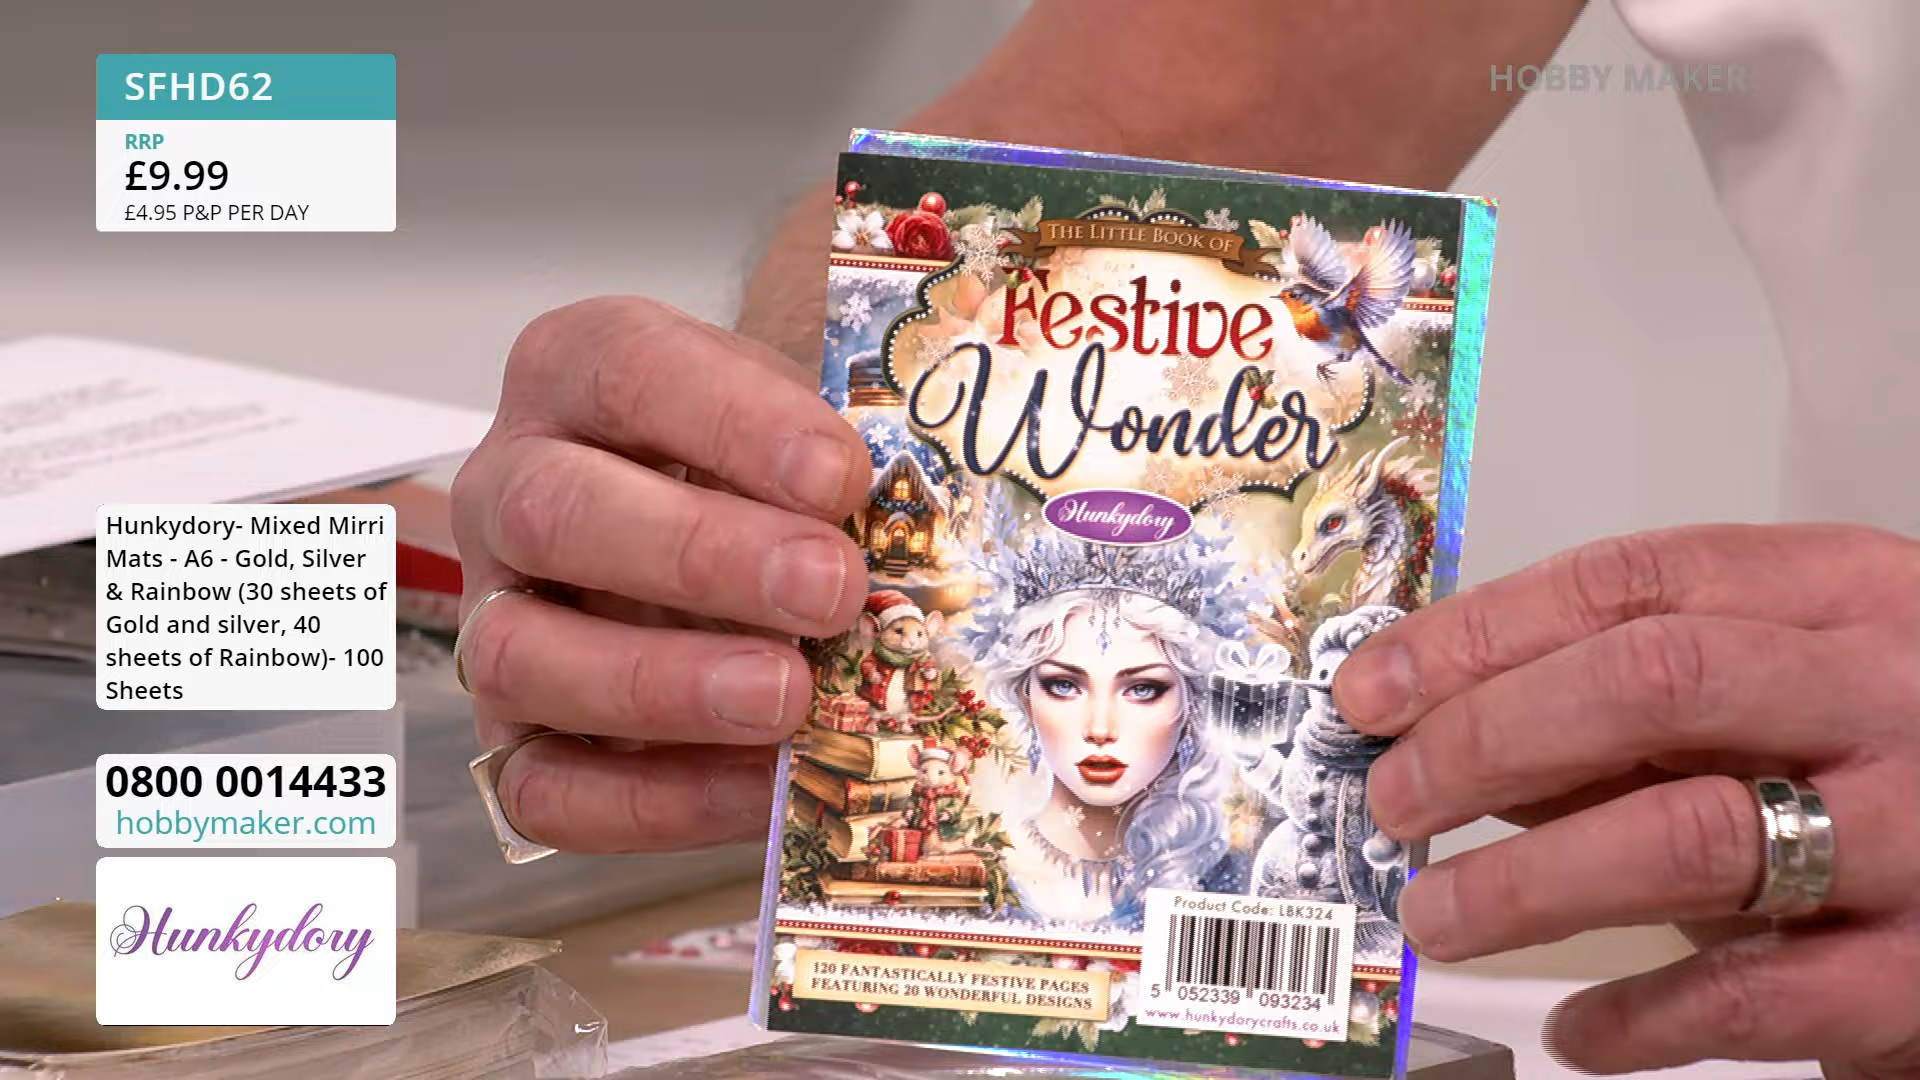 SFHD62
RRP
£9.99
£4.95 P&P PER DAY
HOBBY MAKER
THE LITTLE BOOK OF
Festive
Wonder
Hunkydory
Hunkydory- Mixed Mirri
Mats - A6 - Gold, Silver
& Rainbow (30 sheets of
Gold and silver, 40
sheets of Rainbow)- 100
Sheets
0800 0014433
hobbymaker.com
Hunkydory
120 FANTASTICALLY FESTIVE PAGES
FEATURING 20 WONDERFUL DESIGNS
Product Code: LBK324
5 052339 093234
www.hunkydorycrafts.co.uk